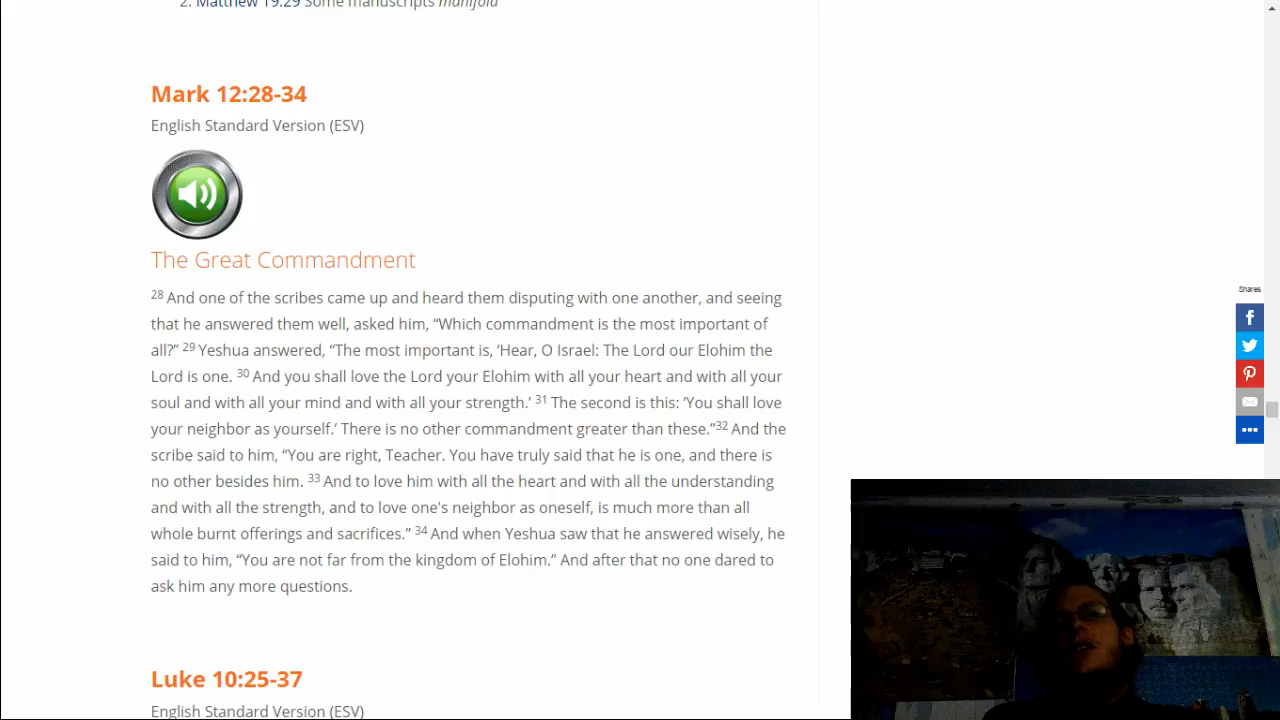 2. Matthew 19:29 Some manuscripts manifold
Mark 12:28-34
English Standard Version (ESV)
The Great Commandment
28 And one of the scribes came up and heard them disputing with one another, and seeing
that he answered them well, asked him, “Which commandment is the most important of
all?” 29 Yeshua answered, “The most important is, ‘Hear, O Israel: The Lord our Elohim the
Lord is one. 30 And you shall love the Lord your Elohim with all your heart and with all your
soul and with all your mind and with all your strength.’ 31 The second is this: ‘You shall love
your neighbor as yourself.’ There is no other commandment greater than these.”32 And the
scribe said to him, “You are right, Teacher. You have truly said that he is one, and there is
no other besides him. 33 And to love him with all the heart and with all the understanding
and with all the strength, and to love one's neighbor as oneself, is much more than all
whole burnt offerings and sacrifices.” 34 And when Yeshua saw that he answered wisely, he
said to him, “You are not far from the kingdom of Elohim.” And after that no one dared to
ask him any more questions.
Luke 10:25-37
English Standard Version (ESV)
Shares